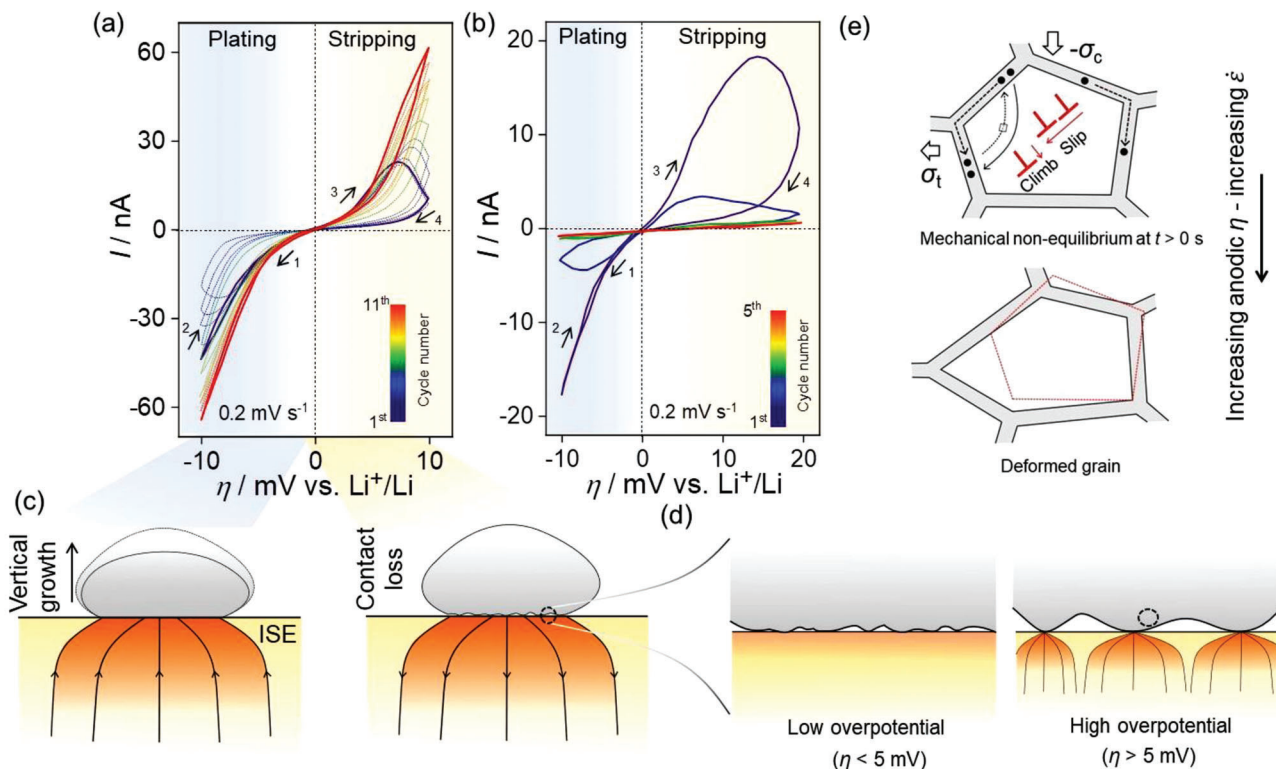 (a)
Plating
Stripping
I / nA
60
30
0
-30
-60
1
2
3
4
11th
1st
Cycle number
0.2 mV s-1
-10
0
10
η / mV vs. Li+/Li
(b)
Plating
Stripping
I / nA
20
10
0
-10
-20
1
2
3
4
5th
1st
Cycle number
0.2 mV s-1
-10
0
10
20
η / mV vs. Li+/Li
(e)
-σc
σt
Slip
Climb
Mechanical non-equilibrium at t > 0 s
Deformed grain
Increasing anodic η - increasing ε̇
(c)
Vertical
growth
ISE
Contact
loss
(d)
Low overpotential
(η < 5 mV)
High overpotential
(η > 5 mV)